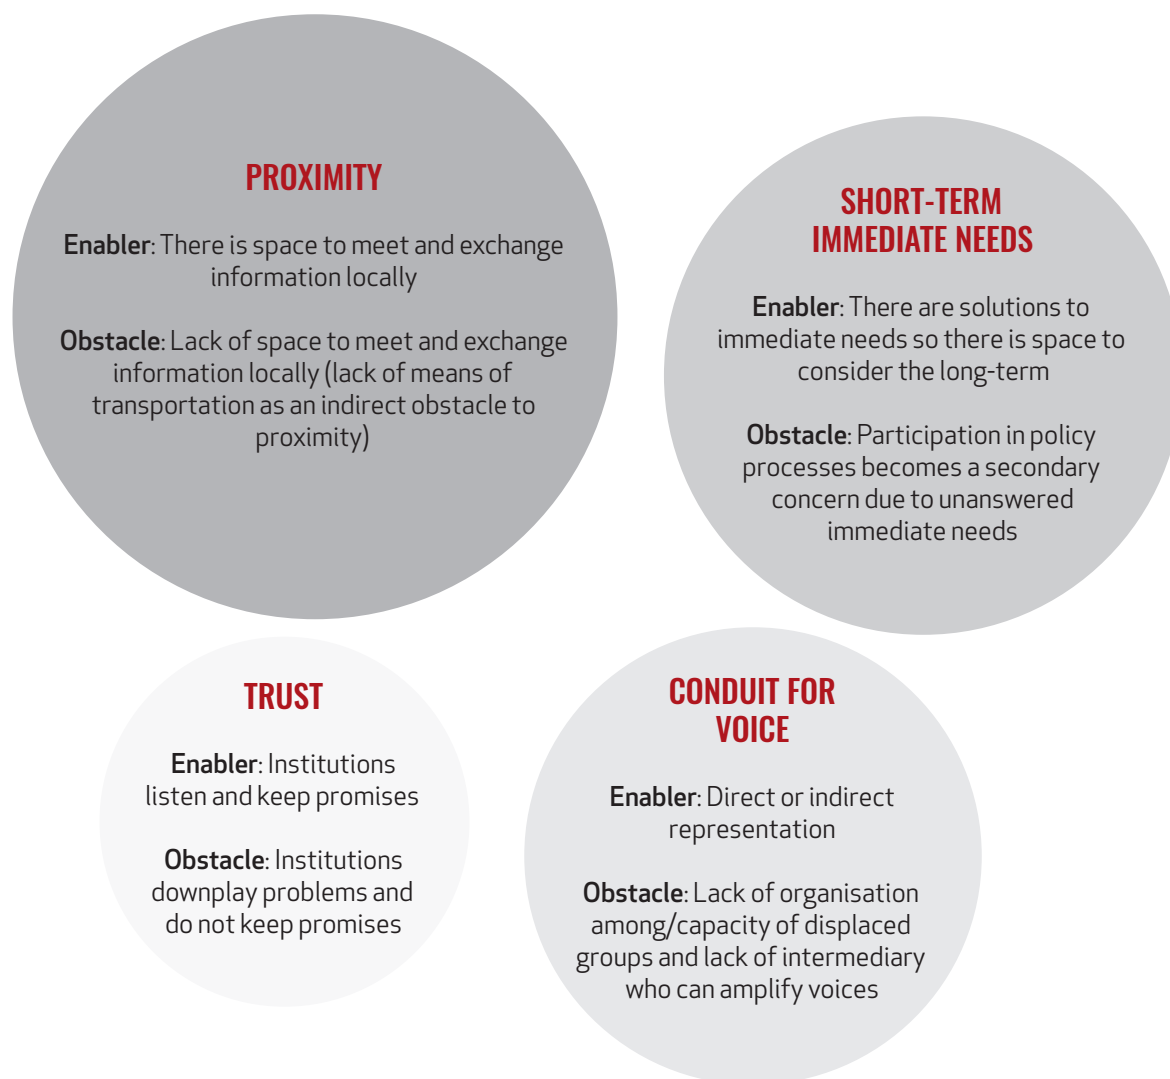 PROXIMITY
Enabler: There is space to meet and exchange
information locally
Obstacle: Lack of space to meet and exchange
information locally (lack of means of
transportation as an indirect obstacle to
proximity)
SHORT-TERM
IMMEDIATE NEEDS
Enabler: There are solutions to
immediate needs so there is space to
consider the long-term
Obstacle: Participation in policy
processes becomes a secondary
concern due to unanswered
immediate needs
TRUST
Enabler: Institutions
listen and keep promises
Obstacle: Institutions
downplay problems and
do not keep promises
CONDUIT FOR
VOICE
Enabler: Direct or indirect
representation
Obstacle: Lack of organisation
among/capacity of displaced
groups and lack of intermediary
who can amplify voices